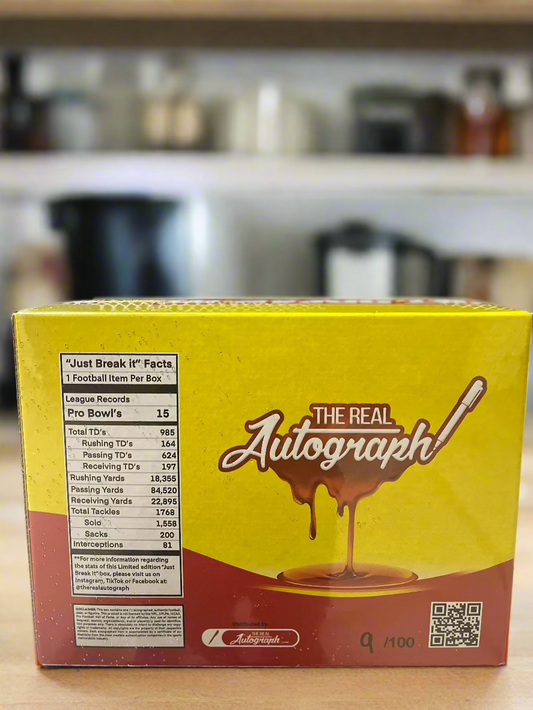 "Just Break it" Facts
1 Football Item Per Box
League Records
Pro Bowl's 15
Total TD's 985
Rushing TD's 164
Passing TD's 624
Receiving TD's 197
Rushing Yards 18,355
Passing Yards 84,520
Receiving Yards 22,895
Total Tackles 1768
Solo 1,558
Sacks 200
Interceptions 81
**For more information regarding
the stats of this Limited edition "Just
Break it" box, please visit us on
Instagram, TikTok or Facebook at:
@therealautograph
THE REAL
Autograph
DISCLAIMER:
Distributed by
THE REAL
Autograph
9 /100